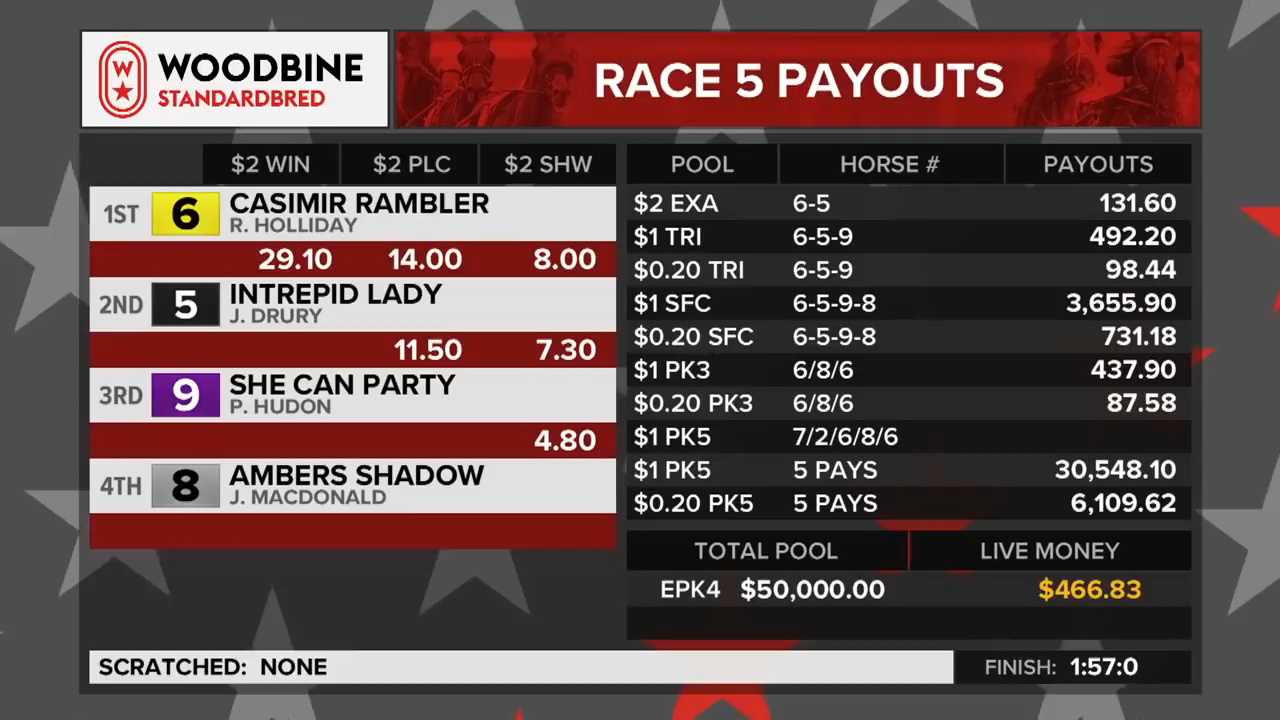 W
WOODBINE
STANDARDBRED
RACE 5 PAYOUTS
$2 WIN $2 PLC $2 SHW
1ST 6 CASIMIR RAMBLER
R. HOLLIDAY
29.10 14.00 8.00
2ND 5 INTREPID LADY
J. DRURY
11.50 7.30
3RD 9 SHE CAN PARTY
P. HUDON
4.80
4TH 8 AMBERS SHADOW
J. MACDONALD
POOL HORSE # PAYOUTS
$2 EXA 6-5 131.60
$1 TRI 6-5-9 492.20
$0.20 TRI 6-5-9 98.44
$1 SFC 6-5-9-8 3,655.90
$0.20 SFC 6-5-9-8 731.18
$1 PK3 6/8/6 437.90
$0.20 PK3 6/8/6 87.58
$1 PK5 7/2/6/8/6
$1 PK5 5 PAYS 30,548.10
$0.20 PK5 5 PAYS 6,109.62
TOTAL POOL LIVE MONEY
EPK4 $50,000.00 $466.83
SCRATCHED: NONE
FINISH: 1:57:0